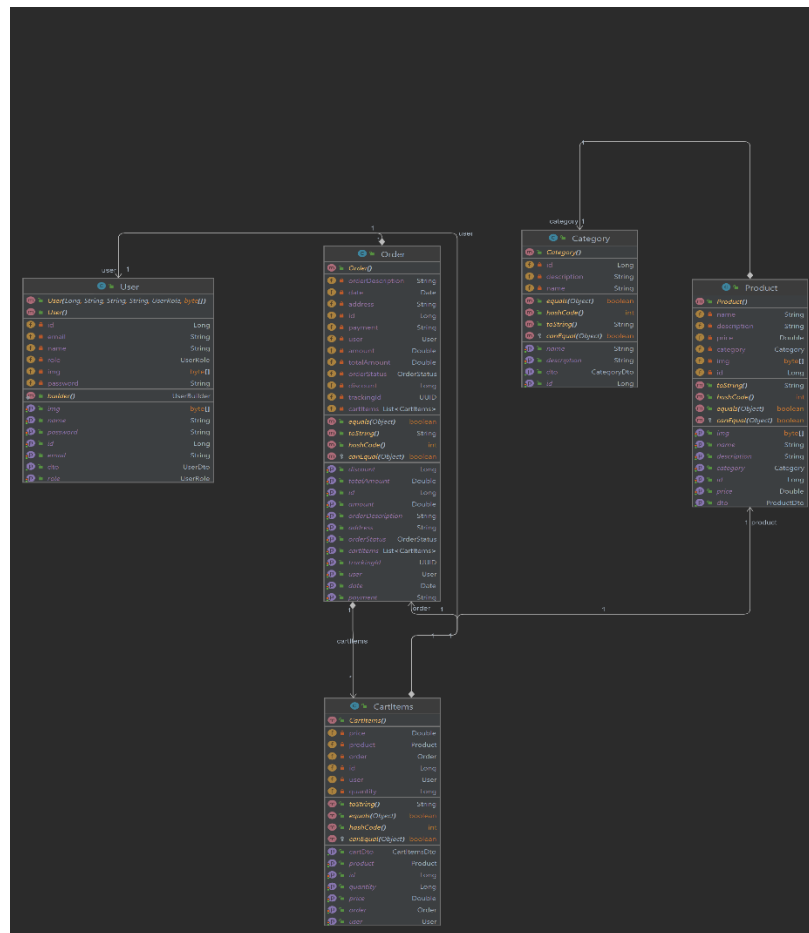 category 1
1
Category
Category()
id Long
description String
name String
equals(Object) boolean
hashCode() int
toString() String
canEqual(Object) boolean
name String
description String
dto CategoryDto
id Long
Product
Product()
name String
description String
price Double
category Category
img byte[]
id Long
toString() String
hashCode() int
equals(Object) boolean
canEqual(Object) boolean
img byte[]
name String
description String
category Category
id Long
price Double
dto ProductDto
1 product
user 1
User
User(Long, String, String, String, UserRole, byte[])
User()
id Long
email String
name String
role UserRole
img byte[]
password String
builder() UserBuilder
img byte[]
name String
password String
id Long
email String
dto UserDto
role UserRole
1
user
Order
Order()
orderDescription String
date Date
address String
id Long
payment String
user User
amount Double
totalAmount Double
orderStatus OrderStatus
discount Long
trackingId UUID
cartItems List<CartItems>
equals(Object) boolean
toString() String
hashCode() int
canEqual(Object) boolean
discount Long
totalAmount Double
id Long
amount Double
orderDescription String
address String
orderStatus OrderStatus
cartItems List<CartItems>
trackingId UUID
user User
date Date
payment String
order 1
1
1
cartItems
1 1
CartItems
CartItems()
price Double
product Product
order Order
id Long
user User
quantity Long
toString() String
equals(Object) boolean
hashCode() int
canEqual(Object) boolean
cartDto CartItemsDto
product Product
id Long
quantity Long
price Double
order Order
user User